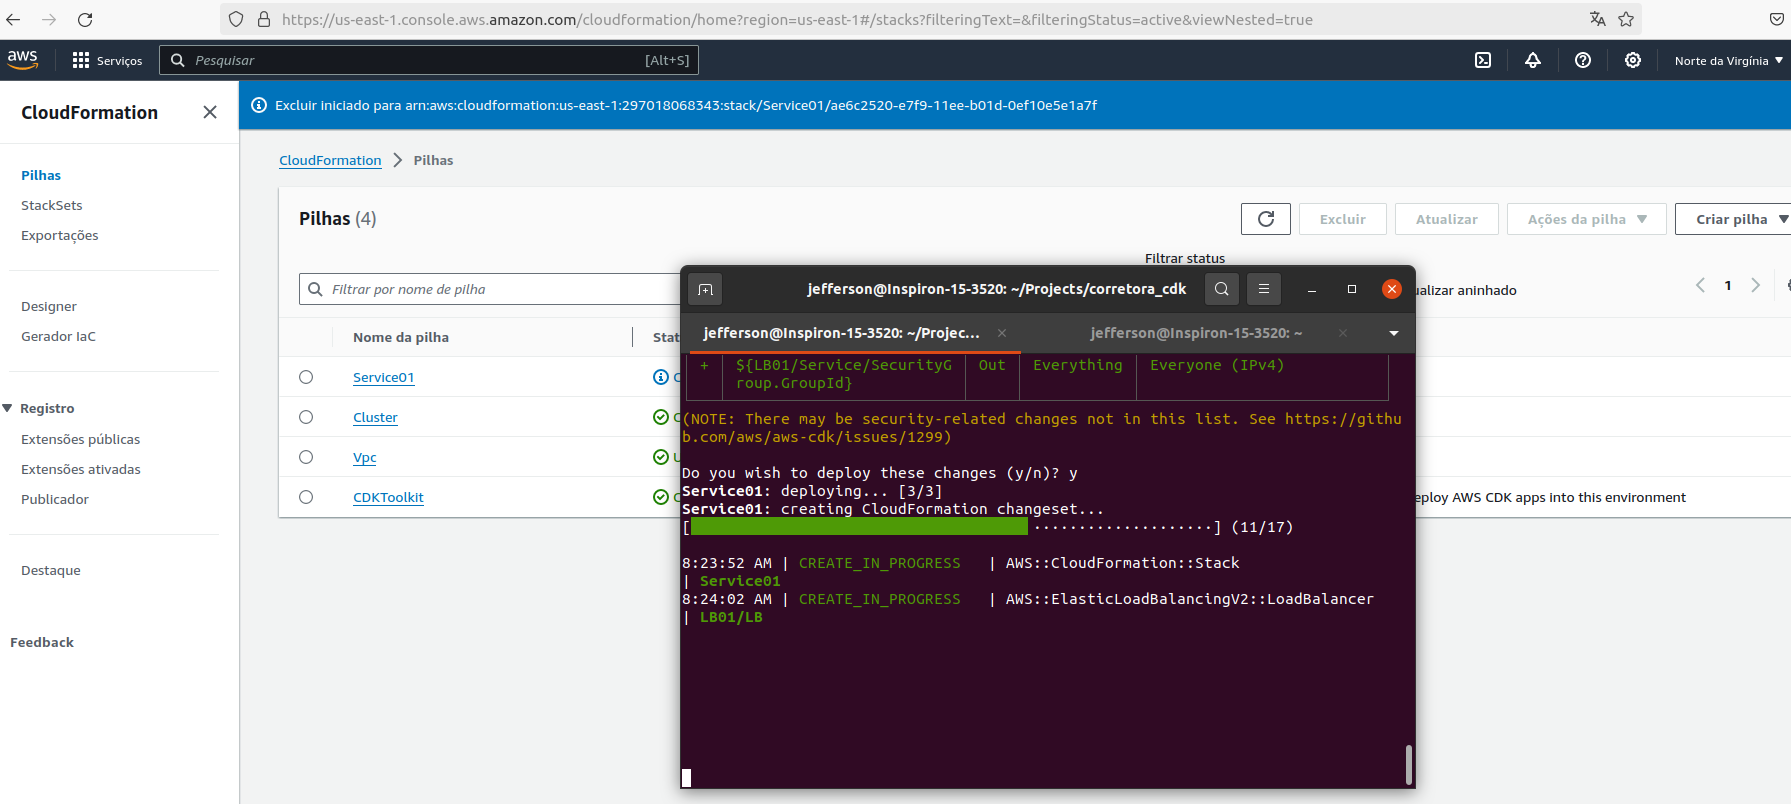 https://us-east-1.console.aws.amazon.com/cloudformation/home?region=us-east-1#/stacks?filteringText=&filteringStatus=active&viewNested=true
aws
Serviços
Pesquisar
[Alt+S]
Norte da Virgínia
CloudFormation
Excluir iniciado para arn:aws:cloudformation:us-east-1:297018068343:stack/Service01/ae6c2520-e7f9-11ee-b01d-0ef10e5e1a7f
Pilhas
StackSets
Exportações
Designer
Gerador IaC
Registro
Extensões públicas
Extensões ativadas
Publicador
Destaque
Feedback
CloudFormation > Pilhas
Pilhas (4)
Excluir
Atualizar
Ações da pilha
Criar pilha
Filtrar status
Filtrar por nome de pilha
ualizar aninhado
1
Nome da pilha
Stat
Service01
Cluster
Vpc
CDKToolkit
eploy AWS CDK apps into this environment
jefferson@Inspiron-15-3520: ~/Projects/corretora_cdk
jefferson@Inspiron-15-3520: ~/Projec...
jefferson@Inspiron-15-3520: ~
+ ${LB01/Service/SecurityG Out Everything Everyone (IPv4)
roup.GroupId}
(NOTE: There may be security-related changes not in this list. See https://githu
b.com/aws/aws-cdk/issues/1299)
Do you wish to deploy these changes (y/n)? y
Service01: deploying... [3/3]
Service01: creating CloudFormation changeset...
[····················] (11/17)
8:23:52 AM | CREATE_IN_PROGRESS | AWS::CloudFormation::Stack
| Service01
8:24:02 AM | CREATE_IN_PROGRESS | AWS::ElasticLoadBalancingV2::LoadBalancer
| LB01/LB